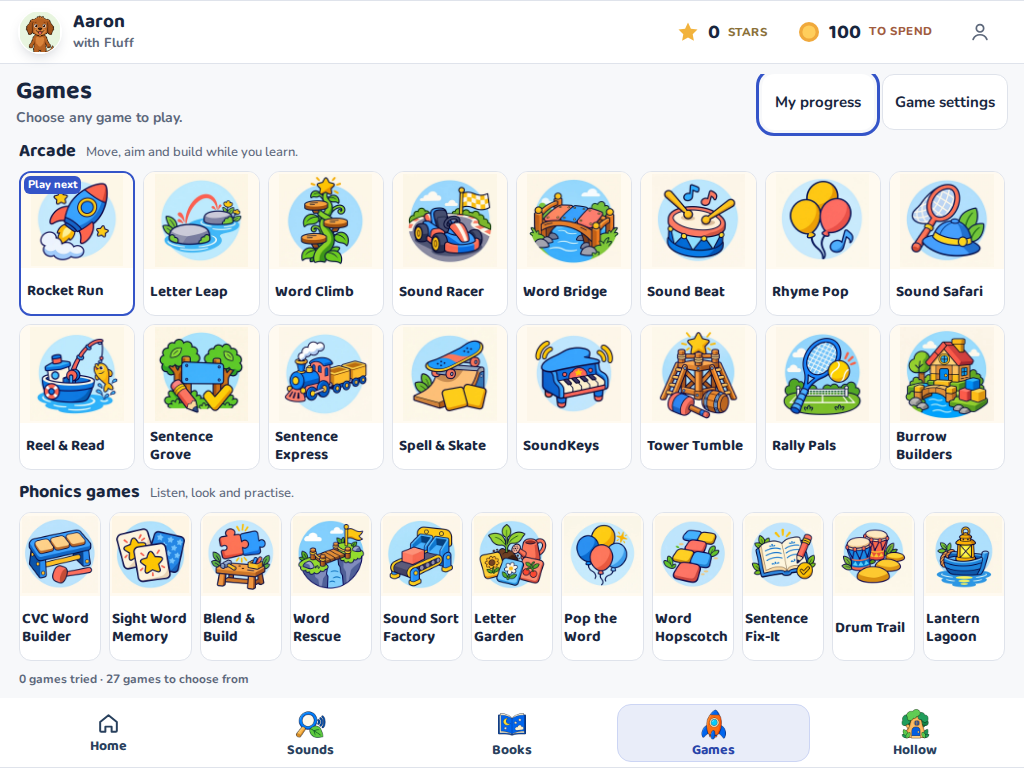 Aaron
with Fluff
0 STARS
100 TO SPEND
Games
Choose any game to play.
My progress
Game settings
Arcade Move, aim and build while you learn.
Play next
Rocket Run
Letter Leap
Word Climb
Sound Racer
Word Bridge
Sound Beat
Rhyme Pop
Sound Safari
Reel & Read
Sentence
Grove
Sentence
Express
Spell & Skate
SoundKeys
Tower Tumble
Rally Pals
Burrow
Builders
Phonics games Listen, look and practise.
CVC Word
Builder
Sight Word
Memory
Blend &
Build
Word
Rescue
Sound Sort
Factory
Letter
Garden
Pop the
Word
Word
Hopscotch
Sentence
Fix-It
Drum Trail
Lantern
Lagoon
0 games tried · 27 games to choose from
Home
Sounds
Books
Games
Hollow